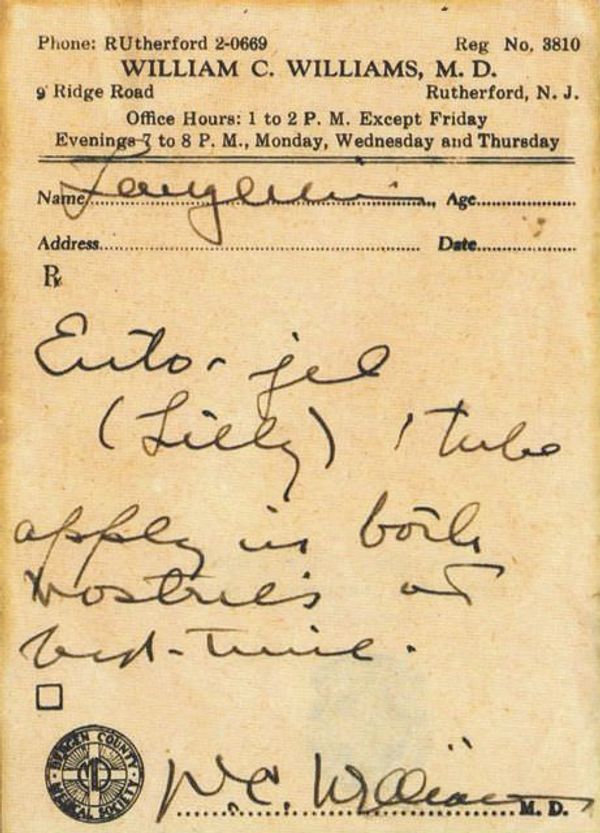 Phone: RUtherford 2-0669 Reg No. 3810
WILLIAM C. WILLIAMS, M. D.
9 Ridge Road Rutherford, N. J.
Office Hours: 1 to 2 P. M. Except Friday
Evenings 7 to 8 P. M., Monday, Wednesday and Thursday
Name Age
Address Date
℞
(Lilly) 1 tube
apply in both
nostrils at
bed-time.
BERGEN COUNTY
MD
MEDICAL SOCIETY
W.C. Williams M. D.